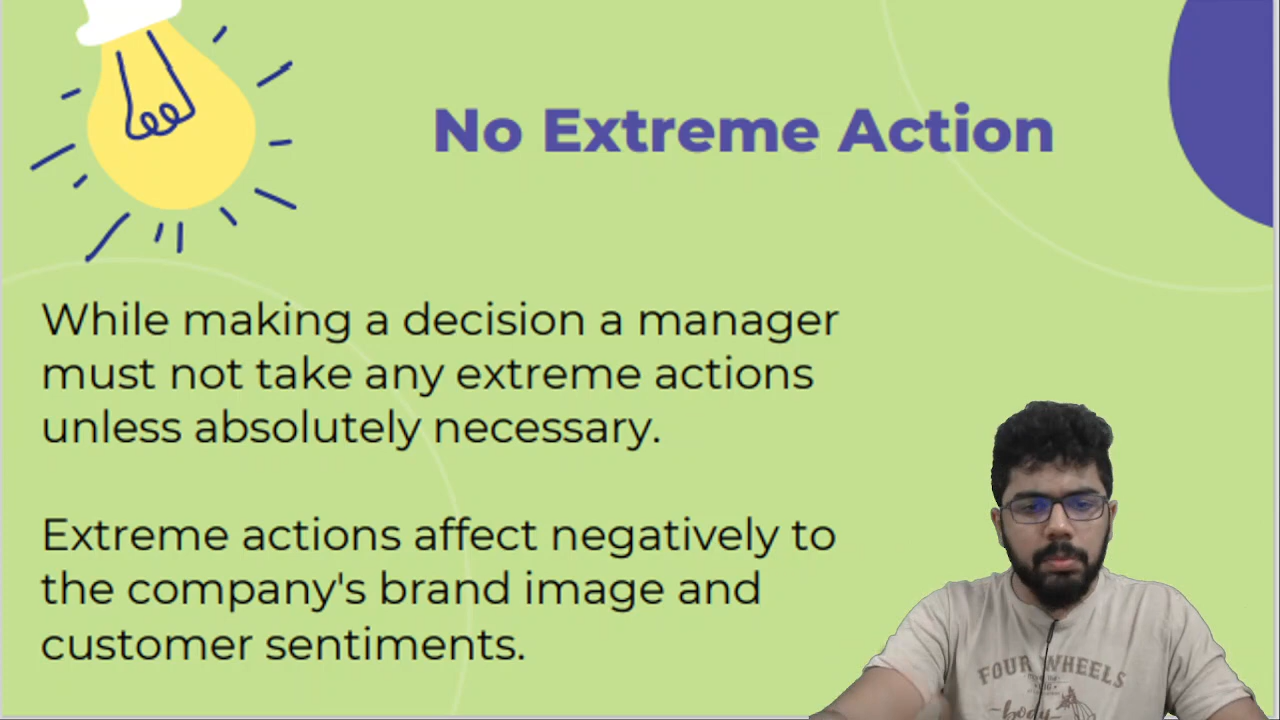 No Extreme Action
While making a decision a manager
must not take any extreme actions
unless absolutely necessary.
Extreme actions affect negatively to
the company's brand image and
customer sentiments.
FOUR WHEELS
body